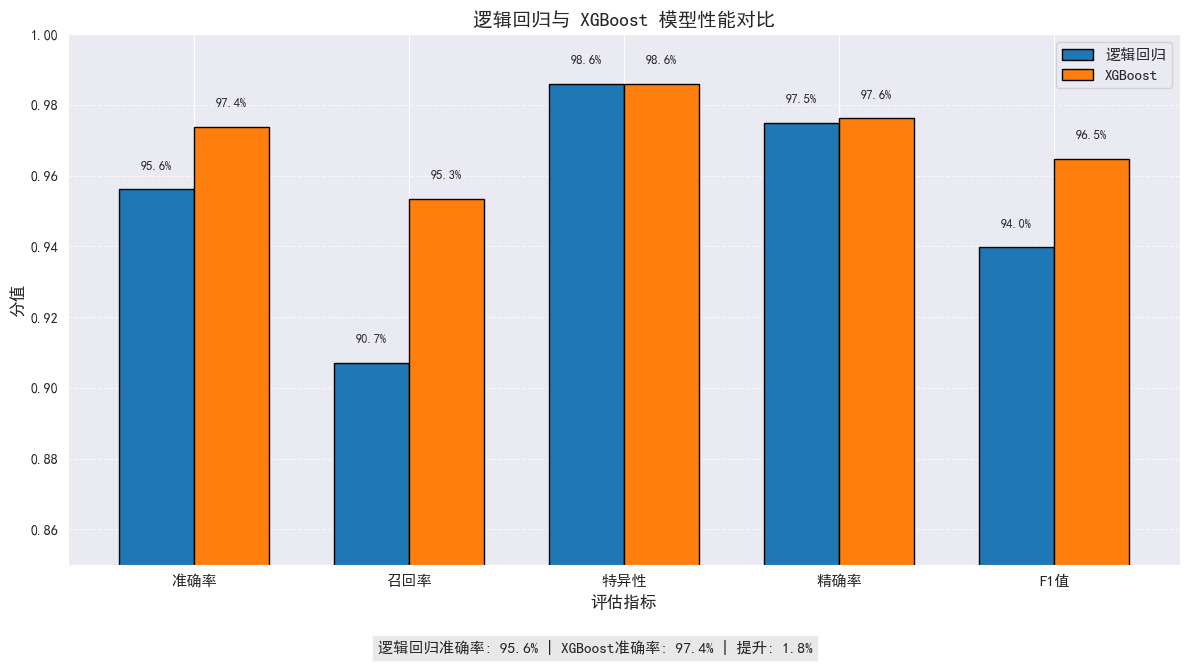 逻辑回归与 XGBoost 模型性能对比
逻辑回归
XGBoost
分值
1.00
0.98
0.96
0.94
0.92
0.90
0.88
0.86
95.6%
97.4%
90.7%
95.3%
98.6%
98.6%
97.5%
97.6%
94.0%
96.5%
准确率
召回率
特异性
精确率
F1值
评估指标
逻辑回归准确率: 95.6% | XGBoost准确率: 97.4% | 提升: 1.8%